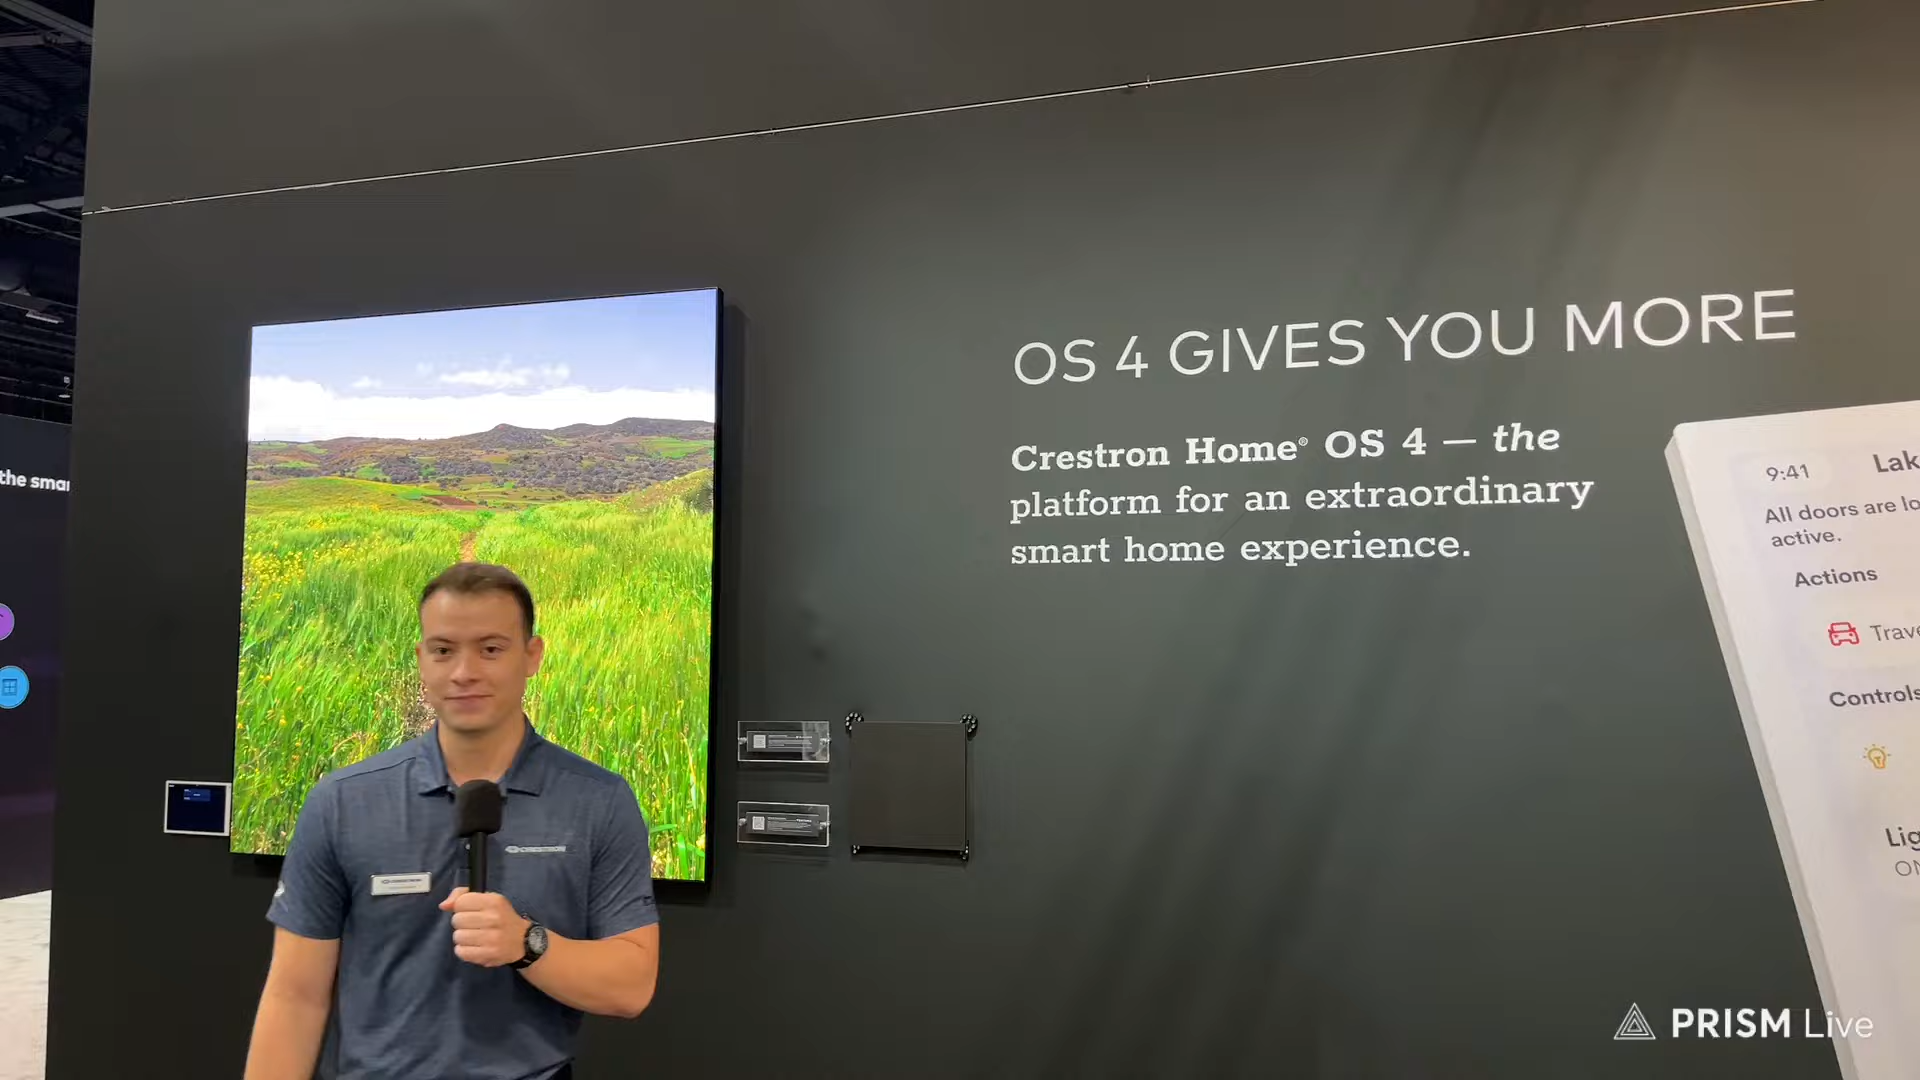 OS 4 GIVES YOU MORE
Crestron Home® OS 4 — the
platform for an extraordinary
smart home experience.
the smar
9:41
Lak
All doors are lo
active.
Actions
Trave
Controls
Lig
ON
PRISM Live